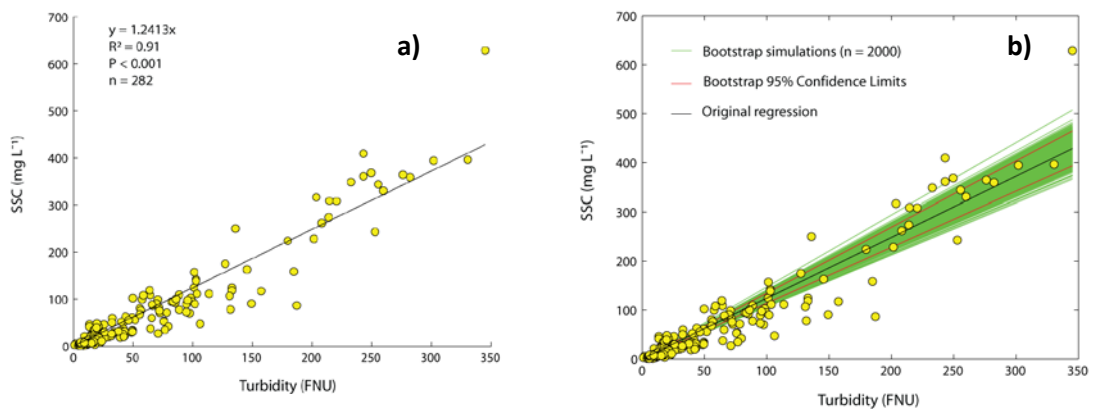 a)
y = 1.2413x
R² = 0.91
P < 0.001
n = 282
700
600
500
400
300
200
100
0
SSC (mg L⁻¹)
0 50 100 150 200 250 300 350
Turbidity (FNU)
b)
Bootstrap simulations (n = 2000)
Bootstrap 95% Confidence Limits
Original regression
700
600
500
400
300
200
100
0
SSC (mg L⁻¹)
0 50 100 150 200 250 300 350
Turbidity (FNU)